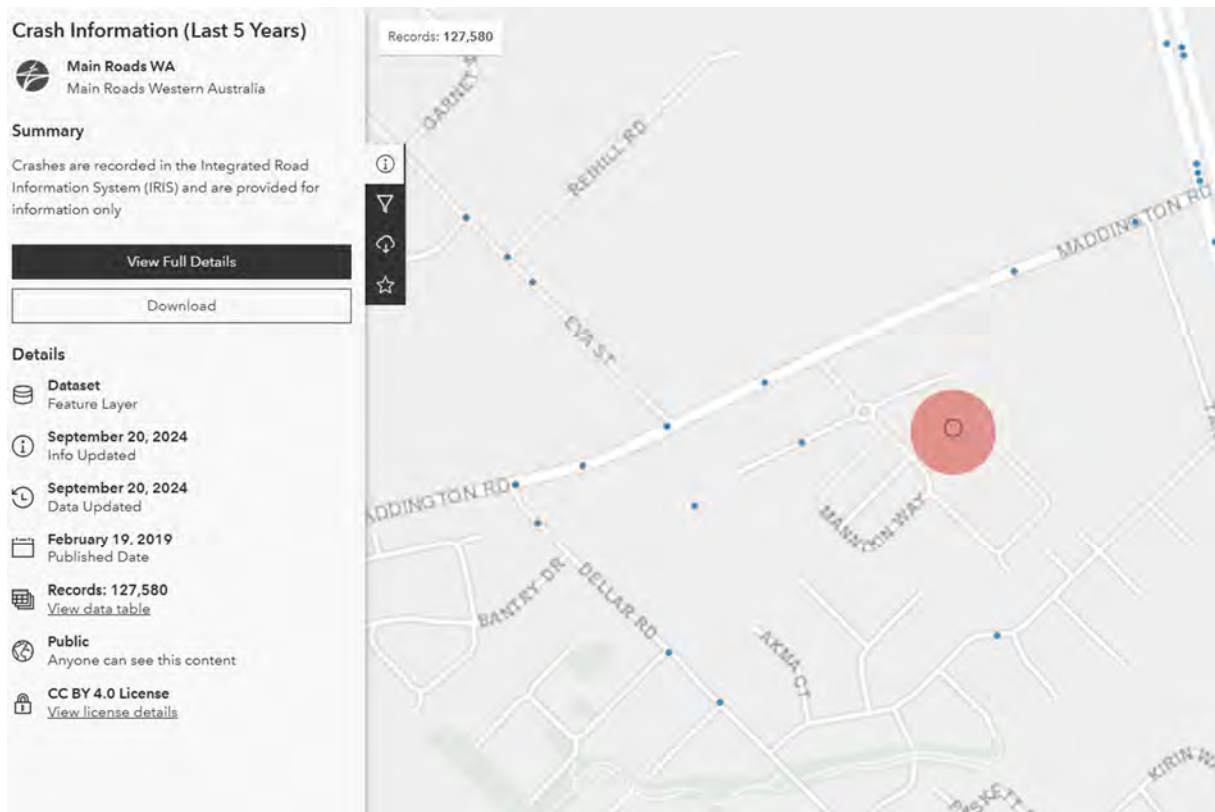 Crash Information (Last 5 Years)
Main Roads WA
Main Roads Western Australia
Summary
Crashes are recorded in the Integrated Road
Information System (IRIS) and are provided for
information only
View Full Details
Download
Details
Dataset
Feature Layer
September 20, 2024
Info Updated
September 20, 2024
Data Updated
February 19, 2019
Published Date
Records: 127,580
View data table
Public
Anyone can see this content
CC BY 4.0 License
View license details
Records: 127,580
GARNET
REIHILL RD
MADDINGTON RD
EVA ST
ADDINGTON RD
MANNIKIN WAY
BANTRY DR
DELLAR RD
AKMA CT
KIRIN WA